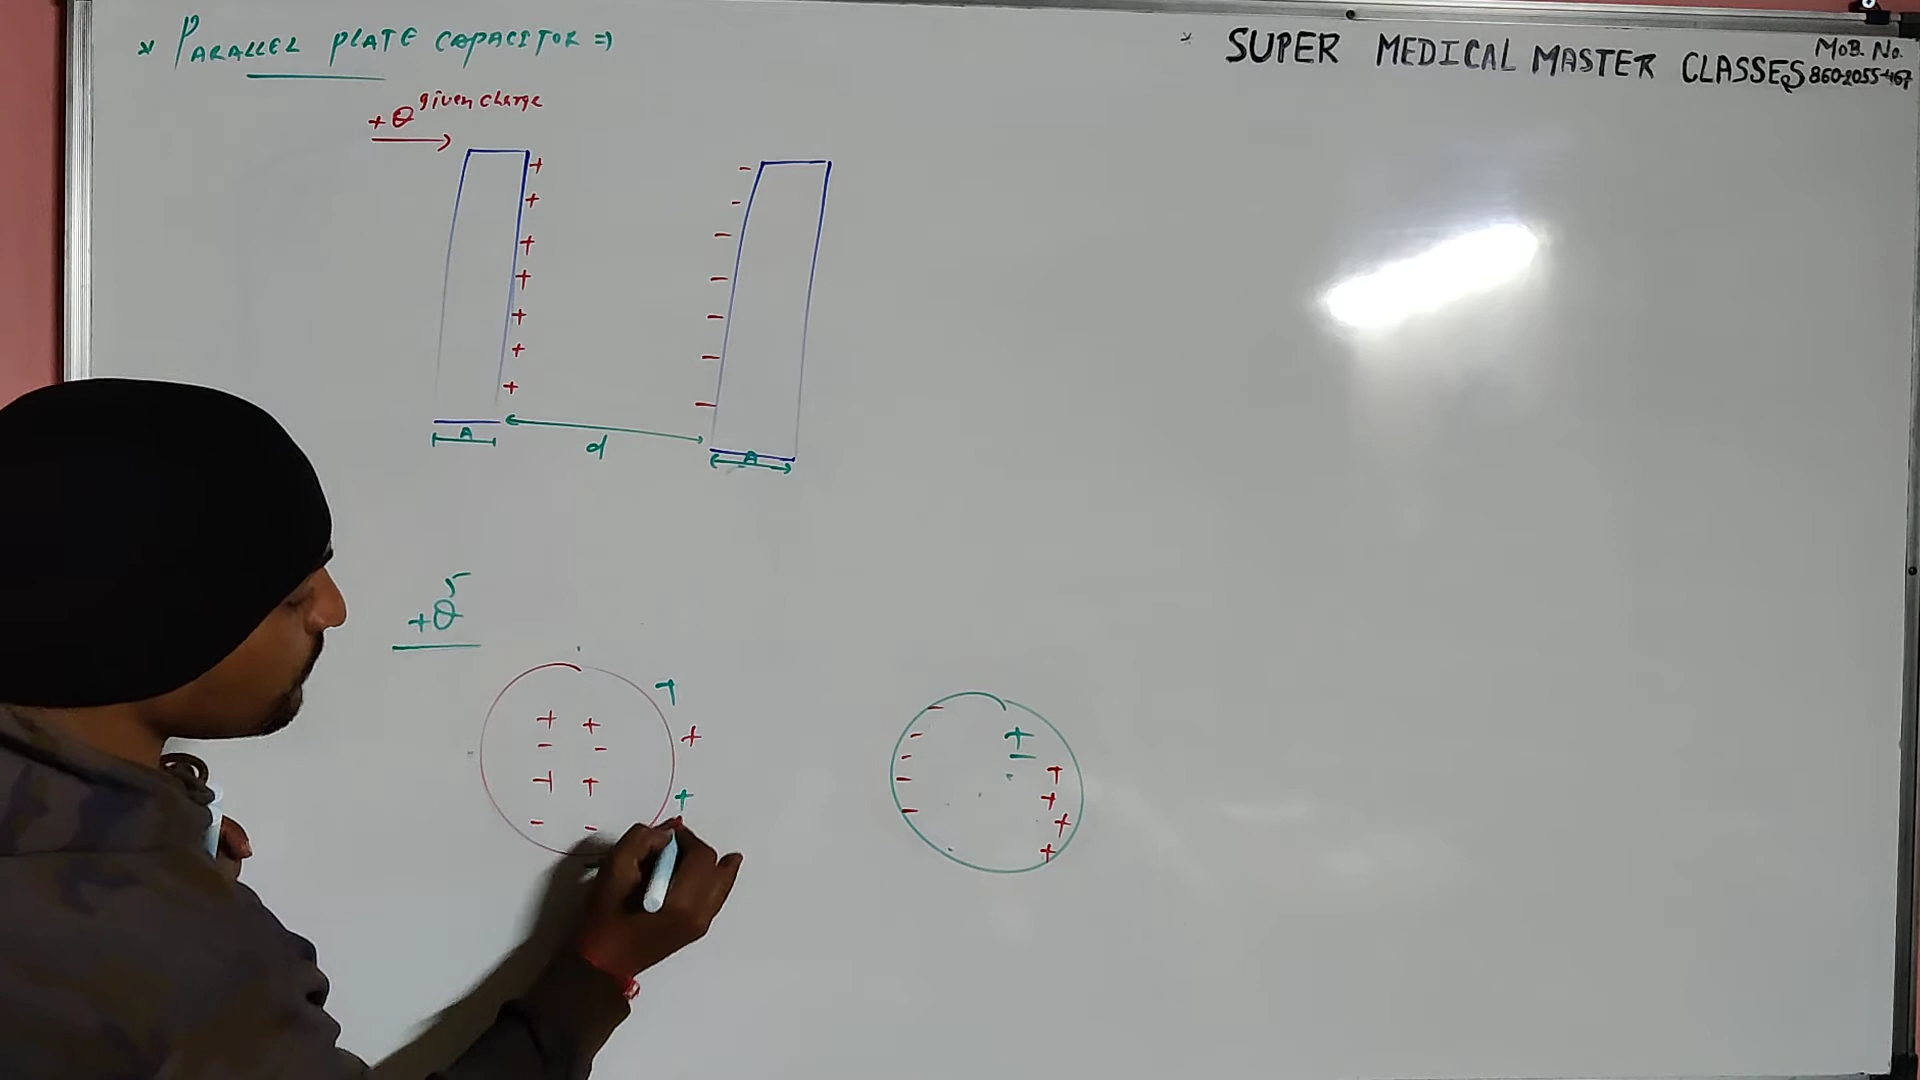 * PARALLEL PLATE CAPACITOR ⇒
* SUPER MEDICAL MASTER CLASSES
MOB. No.
860-2055-467
+Q given charge
+ -
+ -
+ -
+ -
+ -
+ -
+ -
A d A
+Q
+
+ + + - +
- - - -
+ + + - +
- - - +
+